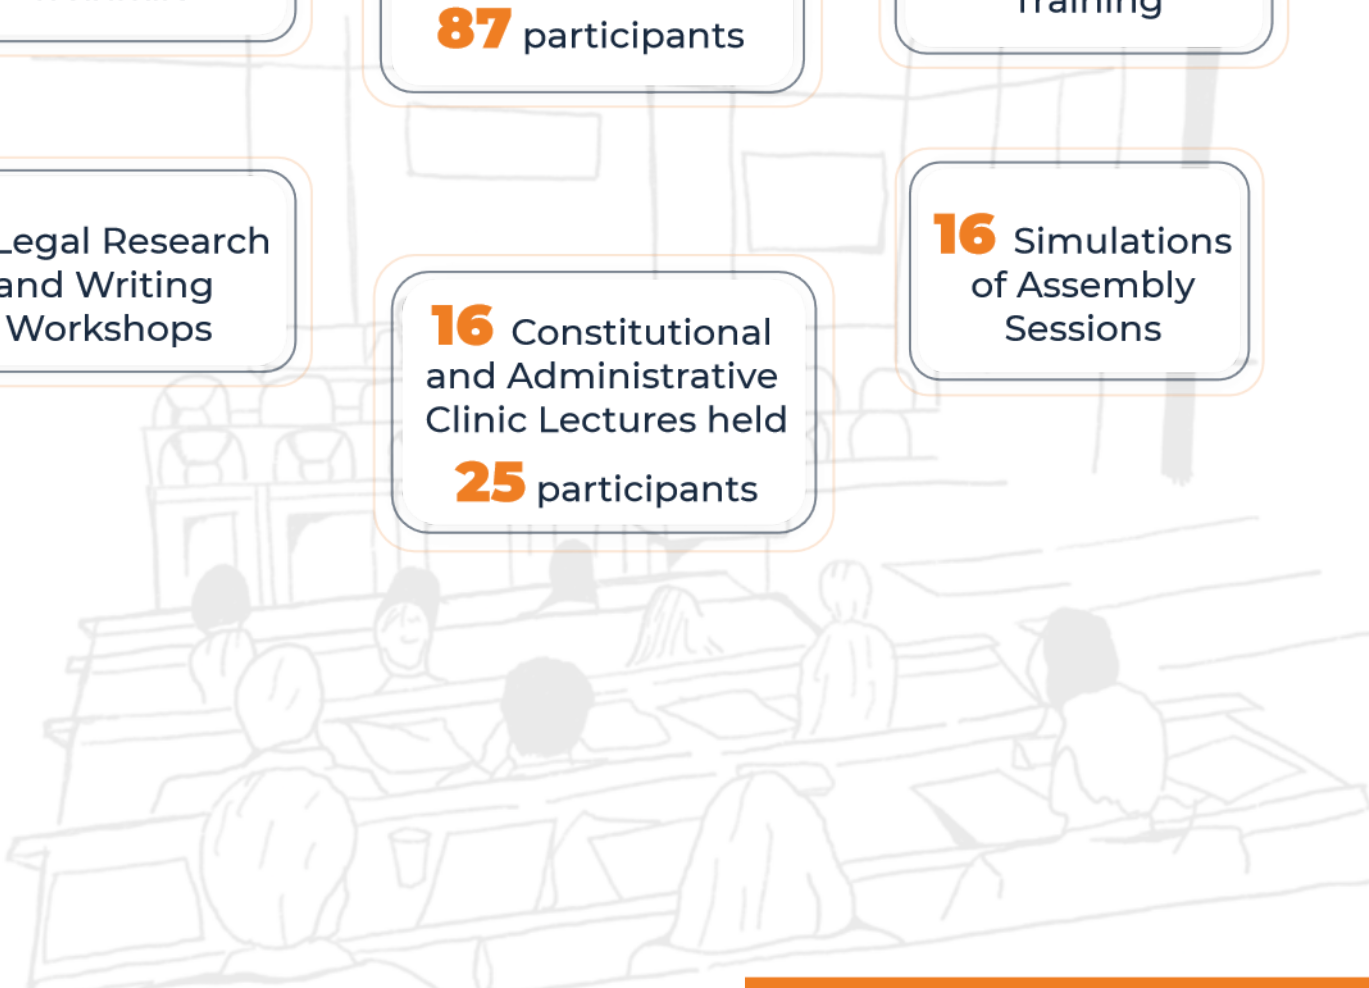 87 participants
Training
Legal Research
and Writing
Workshops
16 Constitutional
and Administrative
Clinic Lectures held
25 participants
16 Simulations
of Assembly
Sessions